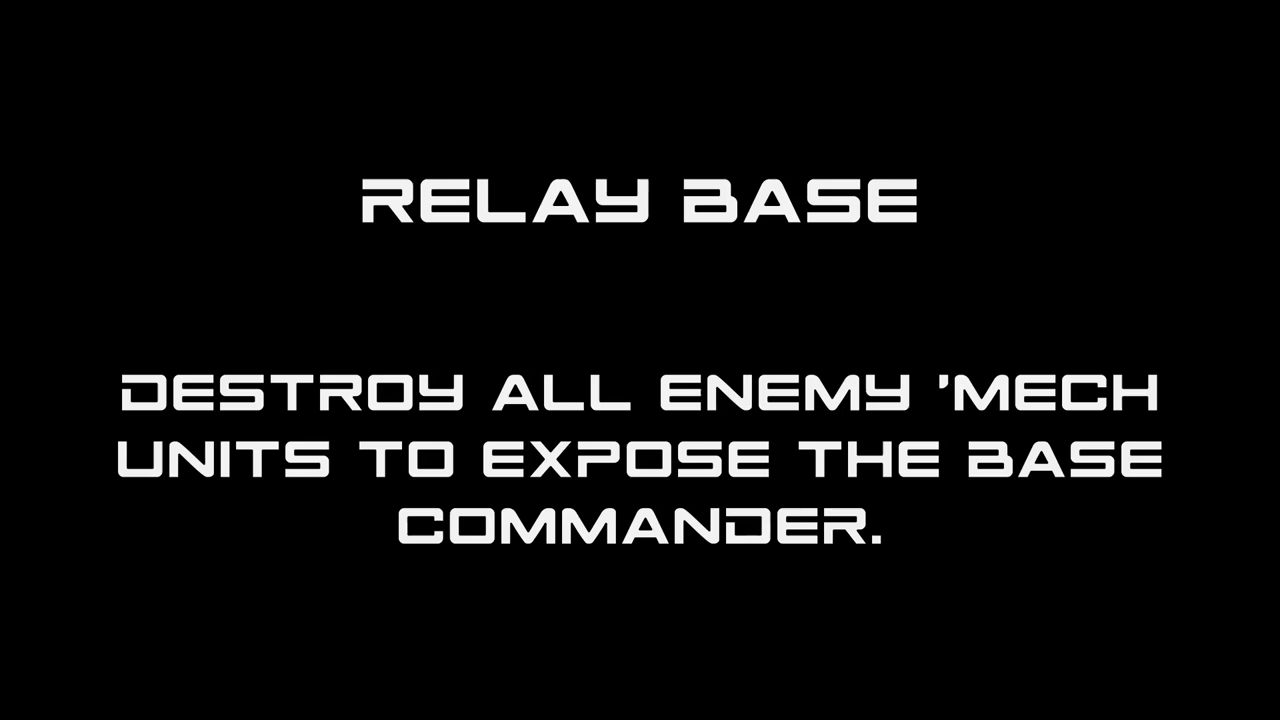 RELAY BASE
DESTROY ALL ENEMY 'MECH
UNITS TO EXPOSE THE BASE
COMMANDER.